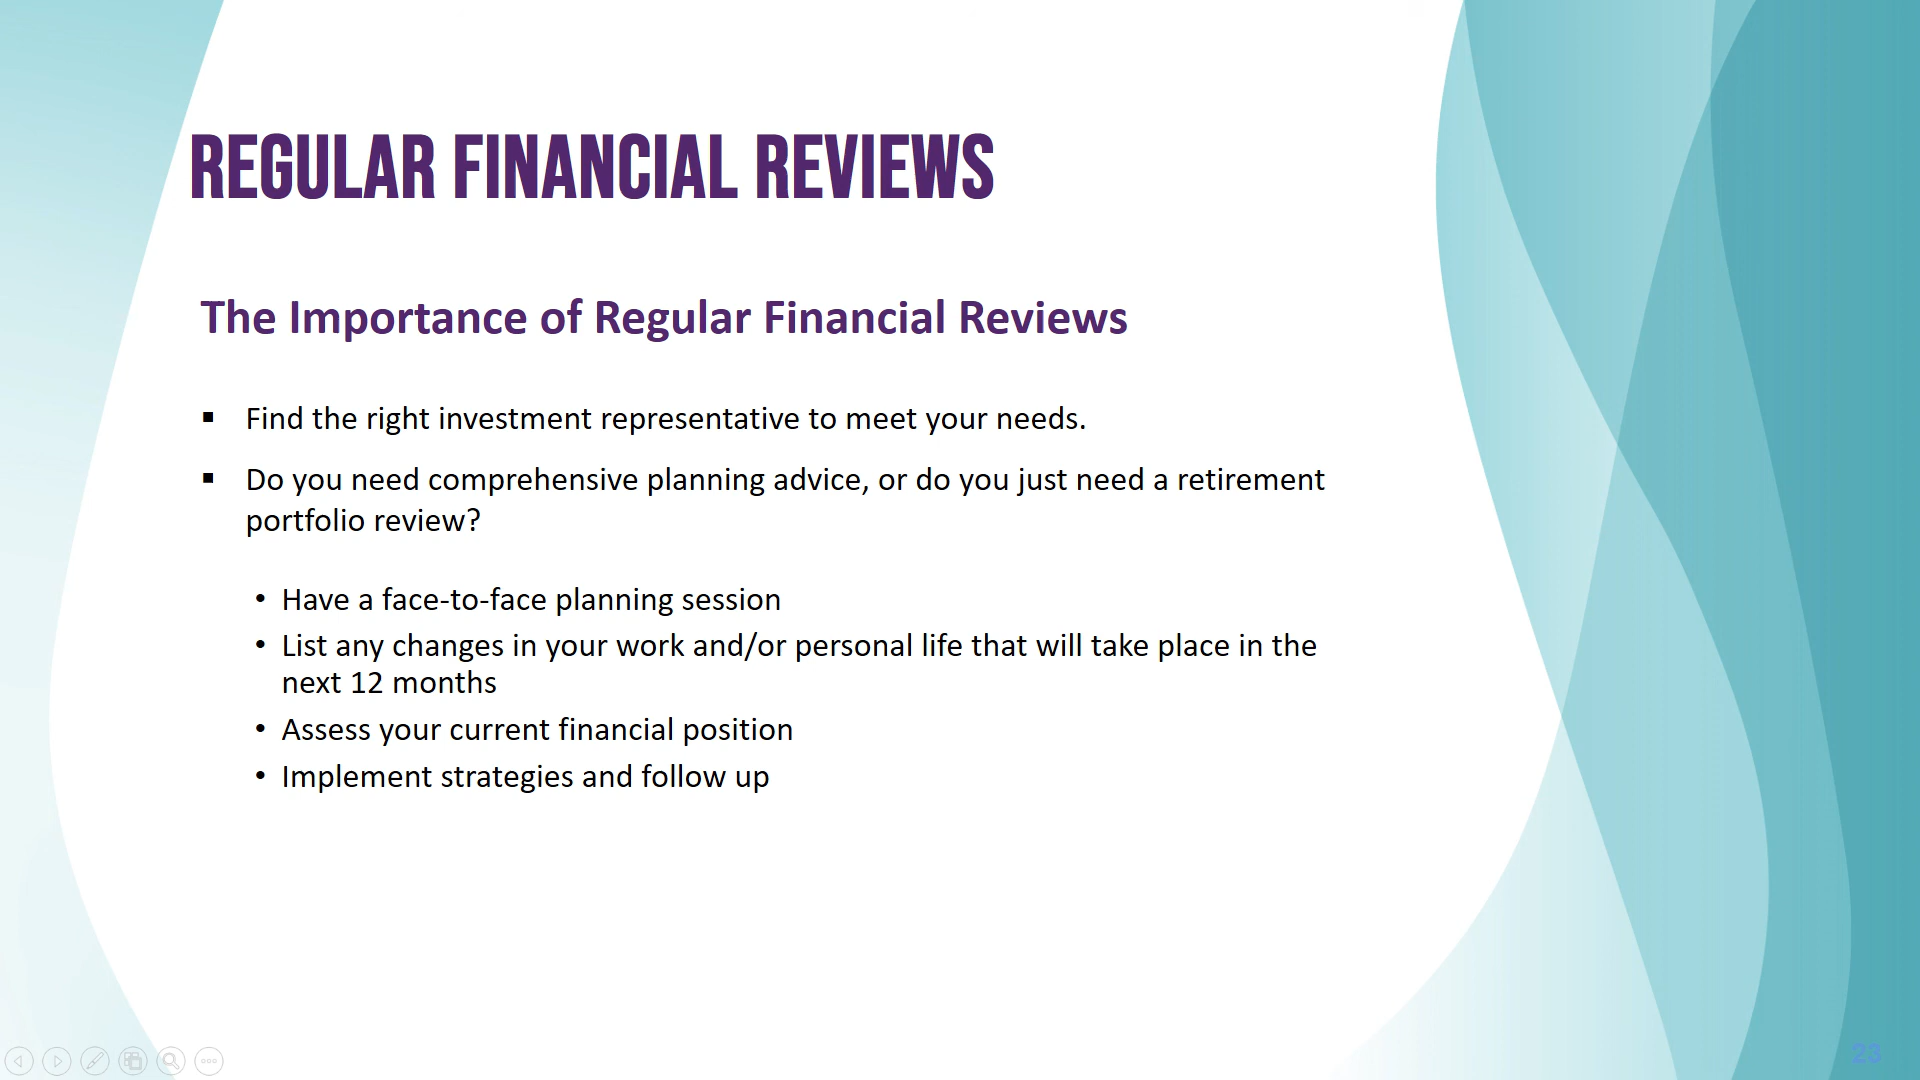 REGULAR FINANCIAL REVIEWS
The Importance of Regular Financial Reviews
▪ Find the right investment representative to meet your needs.
▪ Do you need comprehensive planning advice, or do you just need a retirement
portfolio review?
• Have a face-to-face planning session
• List any changes in your work and/or personal life that will take place in the
next 12 months
• Assess your current financial position
• Implement strategies and follow up
23